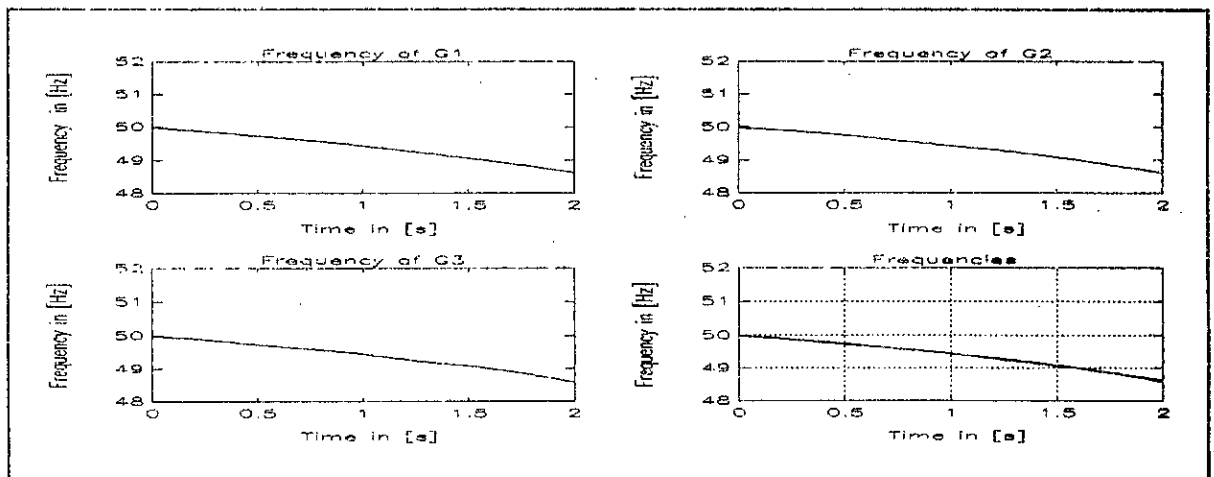 Frequency of G1
Frequency in [Hz]
52
51
50
49
48
0 0.5 1 1.5 2
Time in [s]
Frequency of G2
Frequency in [Hz]
52
51
50
49
48
0 0.5 1 1.5 2
Time in [s]
Frequency of G3
Frequency in [Hz]
52
51
50
49
48
0 0.5 1 1.5 2
Time in [s]
Frequencies
Frequency in [Hz]
52
51
50
49
48
0 0.5 1 1.5 2
Time in [s]